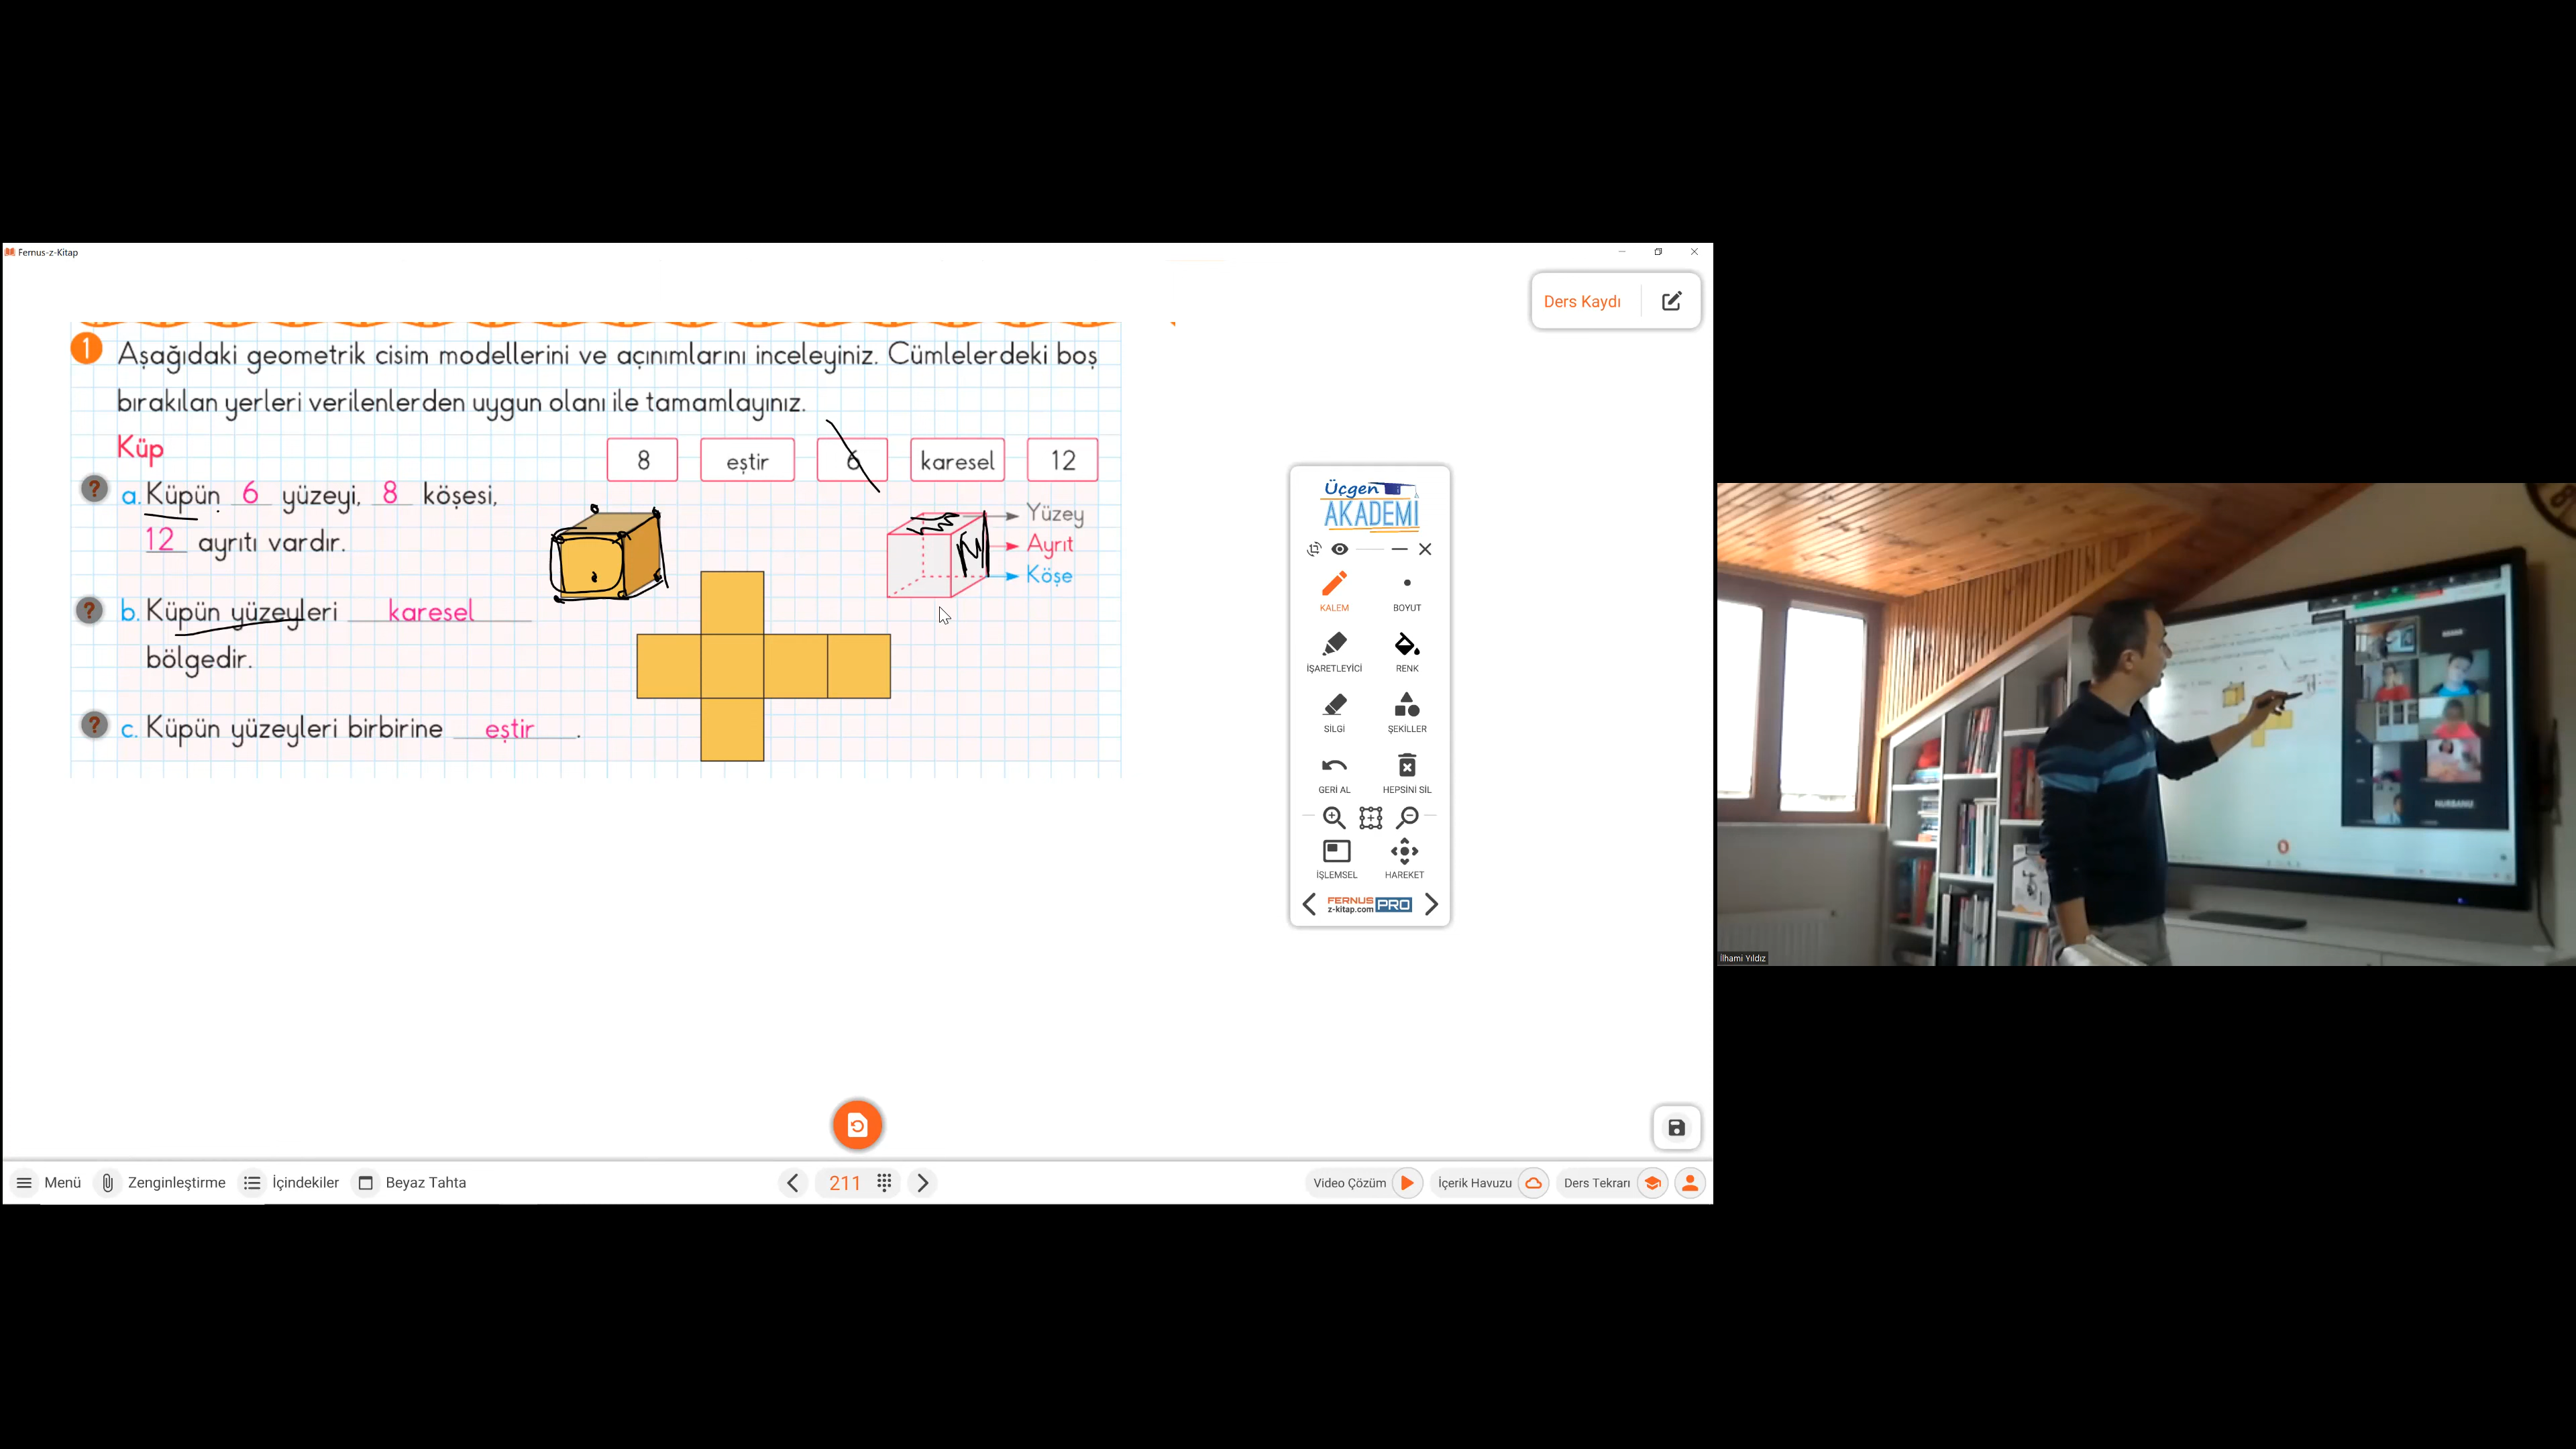 Fernus-z-Kitap
Ders Kaydı
1 Aşağıdaki geometrik cisim modellerini ve açınımlarını inceleyiniz. Cümlelerdeki boş
bırakılan yerleri verilenlerden uygun olanı ile tamamlayınız.
Küp
8 eştir 6 karesel 12
? a. Küpün 6 yüzeyi, 8 köşesi,
12 ayrıtı vardır.
Yüzey
Ayrıt
Köşe
? b. Küpün yüzeyleri karesel
bölgedir.
? c. Küpün yüzeyleri birbirine eştir.
Üçgen
AKADEMİ
KALEM BOYUT
İŞARETLEYİCİ RENK
SİLGİ ŞEKİLLER
GERİ AL HEPSİNİ SİL
İŞLEMSEL HAREKET
FERNUS
z-kitap.com PRO
NURBANU
İlhami Yıldız
Menü Zenginleştirme İçindekiler Beyaz Tahta 211 Video Çözüm İçerik Havuzu Ders Tekrarı